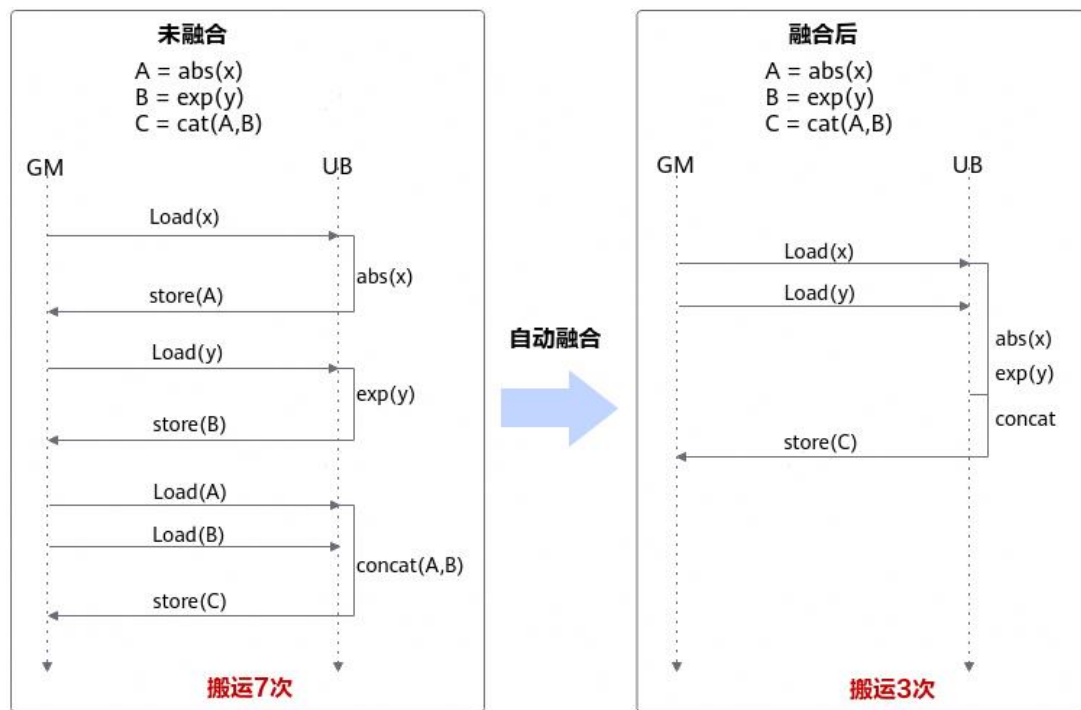 未融合
A = abs(x)
B = exp(y)
C = cat(A,B)
GM
UB
Load(x)
abs(x)
store(A)
Load(y)
exp(y)
store(B)
Load(A)
Load(B)
concat(A,B)
store(C)
搬运7次
自动融合
融合后
A = abs(x)
B = exp(y)
C = cat(A,B)
GM
UB
Load(x)
Load(y)
abs(x)
exp(y)
concat
store(C)
搬运3次